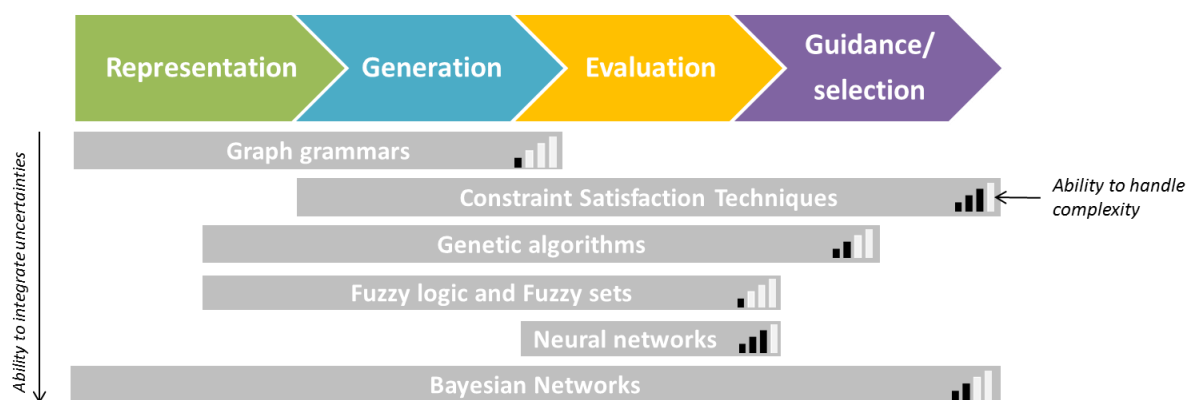 Representation
Generation
Evaluation
Guidance/
selection
Ability to integrate uncertainties
Graph grammars
Constraint Satisfaction Techniques
Ability to handle
complexity
Genetic algorithms
Fuzzy logic and Fuzzy sets
Neural networks
Bayesian Networks